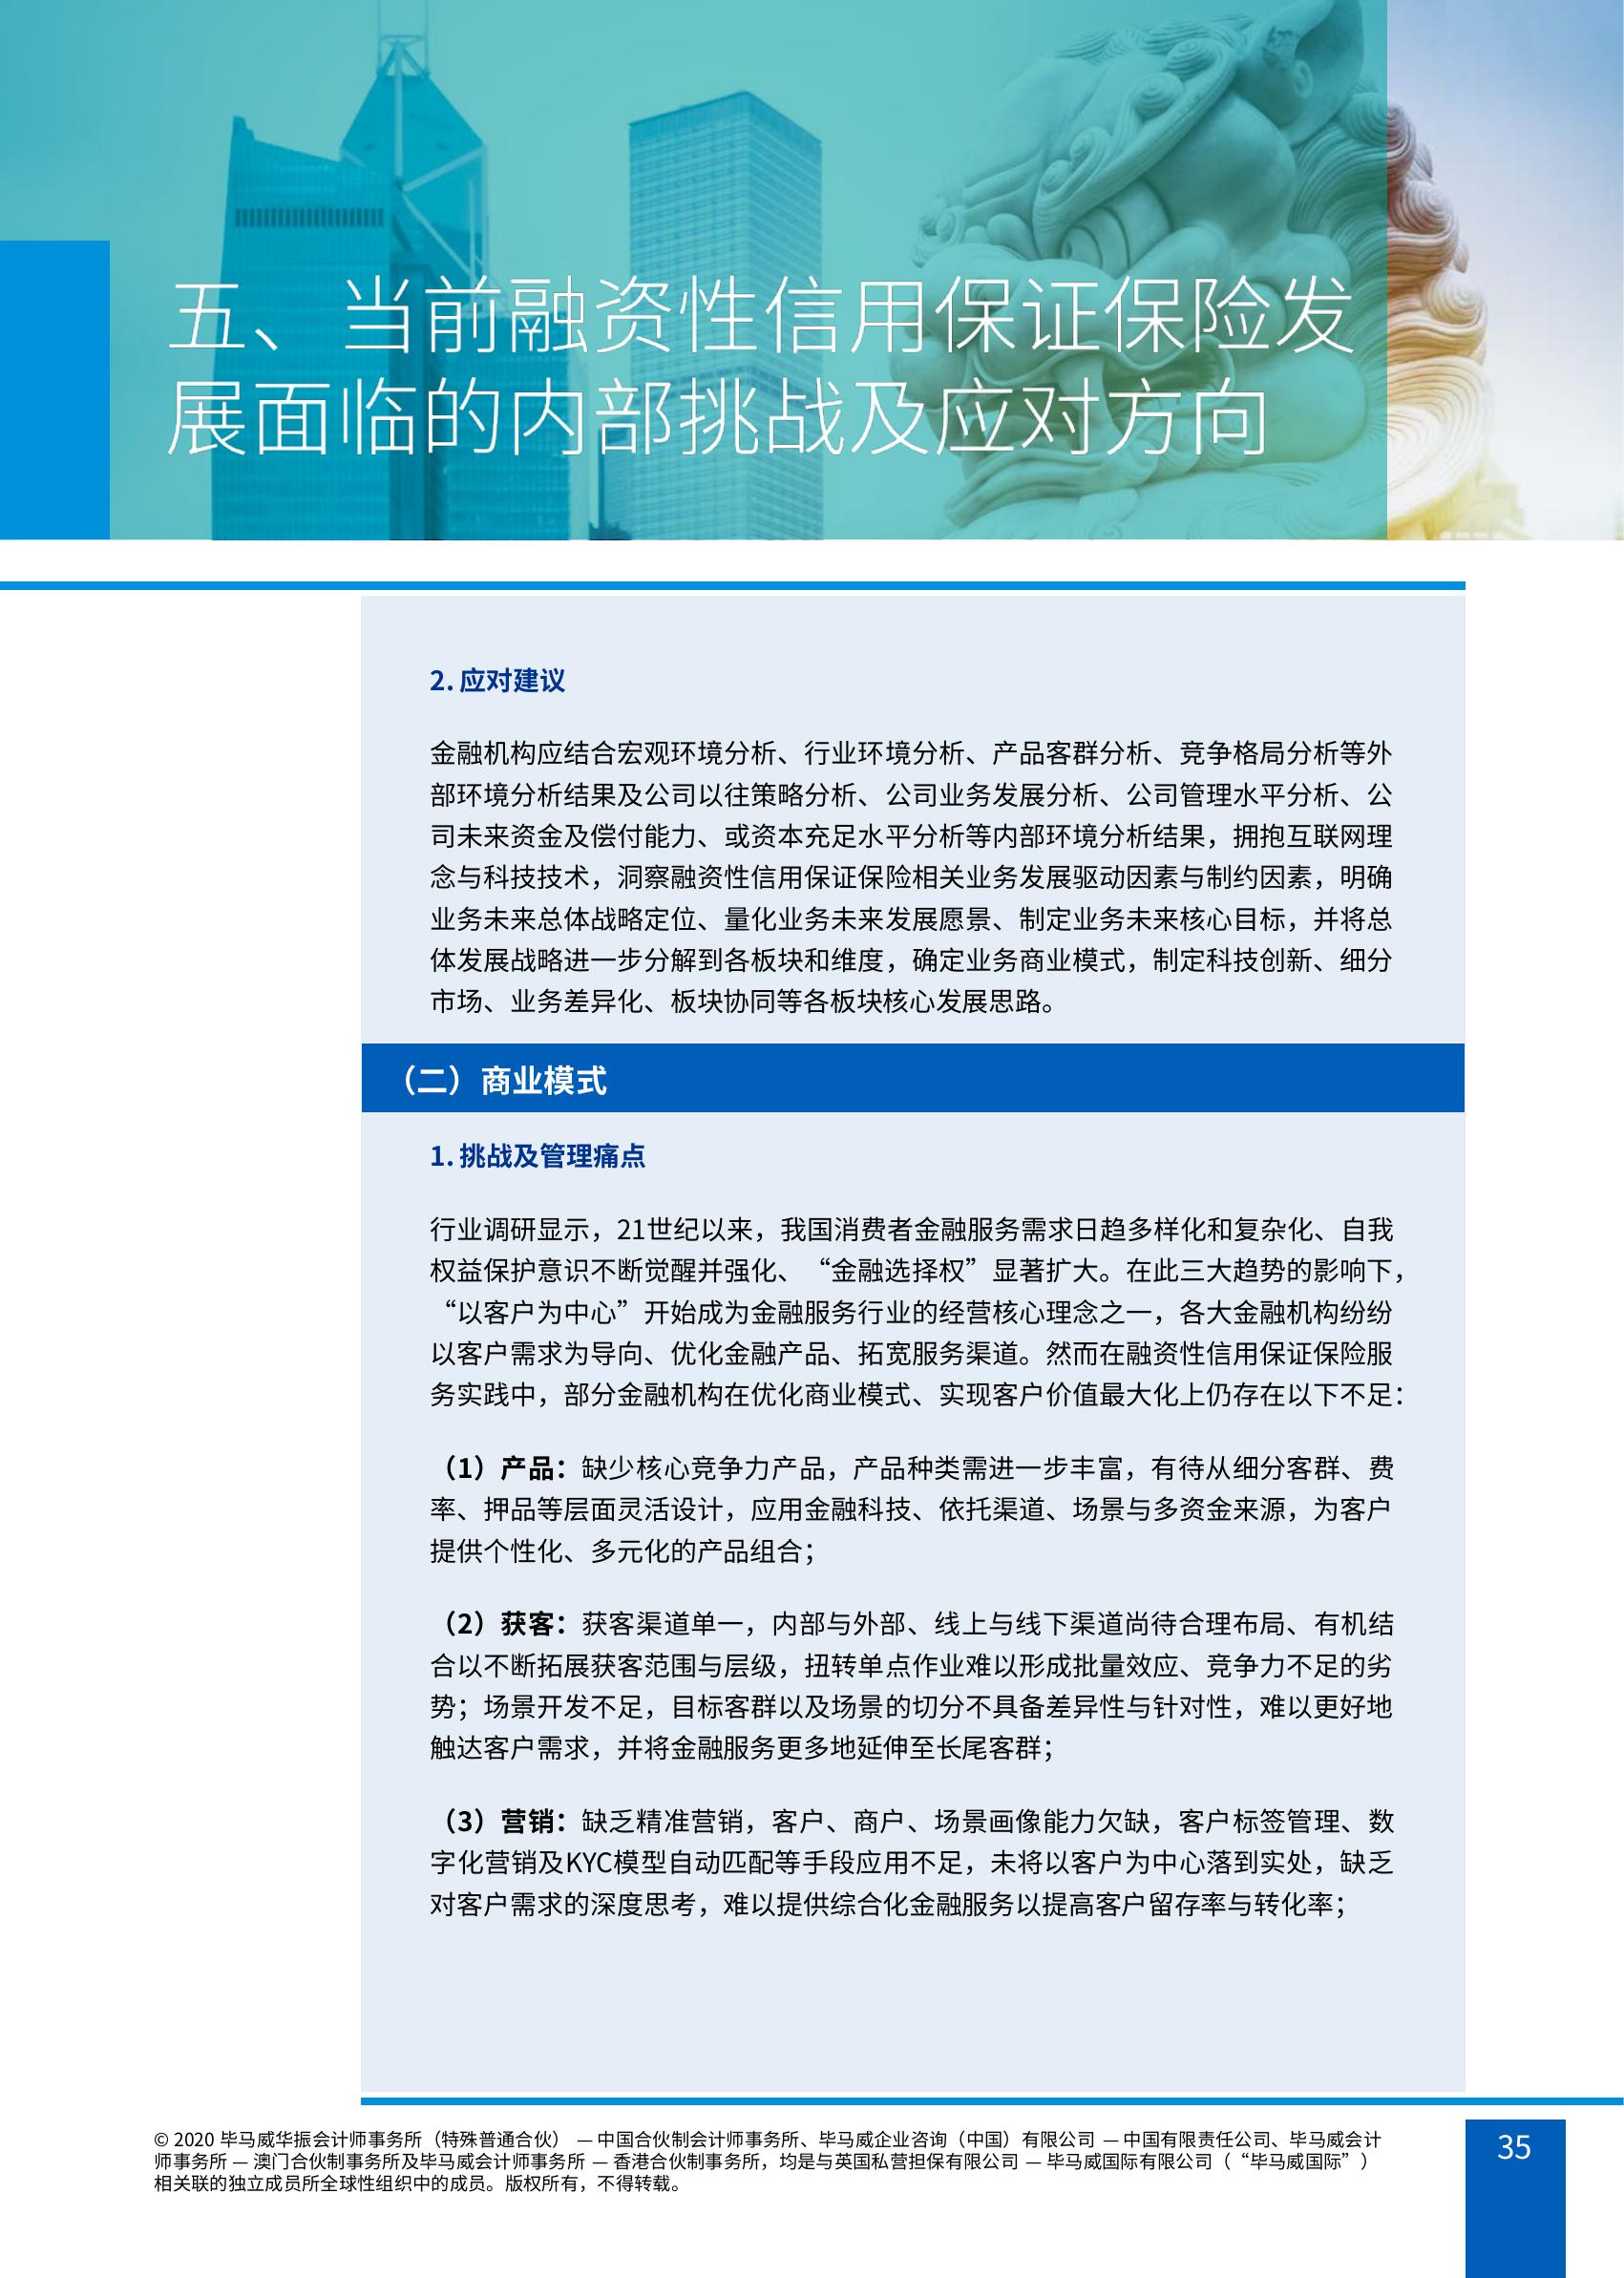 五、当前融资性信用保证保险发
展面临的内部挑战及应对方向
2. 应对建议
金融机构应结合宏观环境分析、行业环境分析、产品客群分析、竞争格局分析等外
部环境分析结果及公司以往策略分析、公司业务发展分析、公司管理水平分析、公
司未来资金及偿付能力、或资本充足水平分析等内部环境分析结果，拥抱互联网理
念与科技技术，洞察融资性信用保证保险相关业务发展驱动因素与制约因素，明确
业务未来总体战略定位、量化业务未来发展愿景、制定业务未来核心目标，并将总
体发展战略进一步分解到各板块和维度，确定业务商业模式，制定科技创新、细分
市场、业务差异化、板块协同等各板块核心发展思路。
（二）商业模式
1. 挑战及管理痛点
行业调研显示，21世纪以来，我国消费者金融服务需求日趋多样化和复杂化、自我
权益保护意识不断觉醒并强化、“金融选择权”显著扩大。在此三大趋势的影响下，
“以客户为中心”开始成为金融服务行业的经营核心理念之一，各大金融机构纷纷
以客户需求为导向、优化金融产品、拓宽服务渠道。然而在融资性信用保证保险服
务实践中，部分金融机构在优化商业模式、实现客户价值最大化上仍存在以下不足：
（1）产品：缺少核心竞争力产品，产品种类需进一步丰富，有待从细分客群、费
率、押品等层面灵活设计，应用金融科技、依托渠道、场景与多资金来源，为客户
提供个性化、多元化的产品组合；
（2）获客：获客渠道单一，内部与外部、线上与线下渠道尚待合理布局、有机结
合以不断拓展获客范围与层级，扭转单点作业难以形成批量效应、竞争力不足的劣
势；场景开发不足，目标客群以及场景的切分不具备差异性与针对性，难以更好地
触达客户需求，并将金融服务更多地延伸至长尾客群；
（3）营销：缺乏精准营销，客户、商户、场景画像能力欠缺，客户标签管理、数
字化营销及KYC模型自动匹配等手段应用不足，未将以客户为中心落到实处，缺乏
对客户需求的深度思考，难以提供综合化金融服务以提高客户留存率与转化率；
© 2020 毕马威华振会计师事务所（特殊普通合伙） — 中国合伙制会计师事务所、毕马威企业咨询（中国）有限公司 — 中国有限责任公司、毕马威会计
师事务所 — 澳门合伙制事务所及毕马威会计师事务所 — 香港合伙制事务所，均是与英国私营担保有限公司 — 毕马威国际有限公司（“毕马威国际”）
相关联的独立成员所全球性组织中的成员。版权所有，不得转载。
35